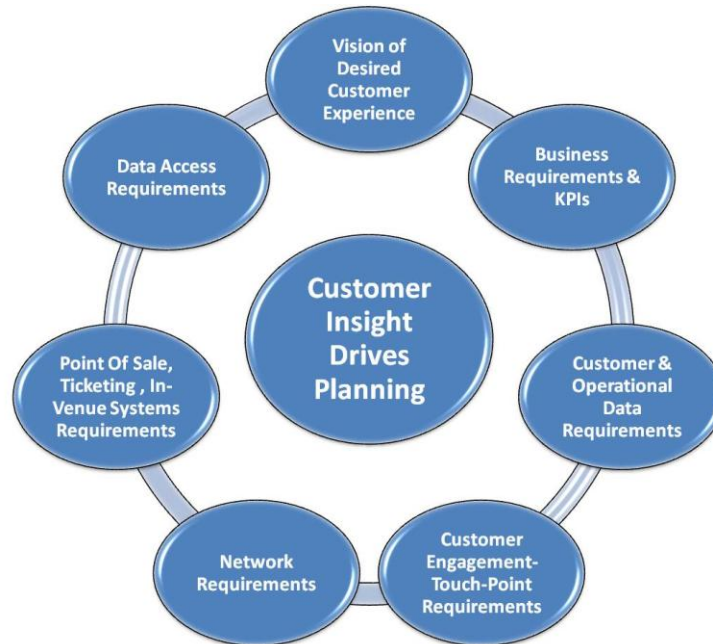 Vision of
Desired
Customer
Experience
Business
Requirements &
KPIs
Customer &
Operational
Data
Requirements
Customer
Engagement-
Touch-Point
Requirements
Network
Requirements
Point Of Sale,
Ticketing , In-
Venue Systems
Requirements
Data Access
Requirements
Customer
Insight
Drives
Planning